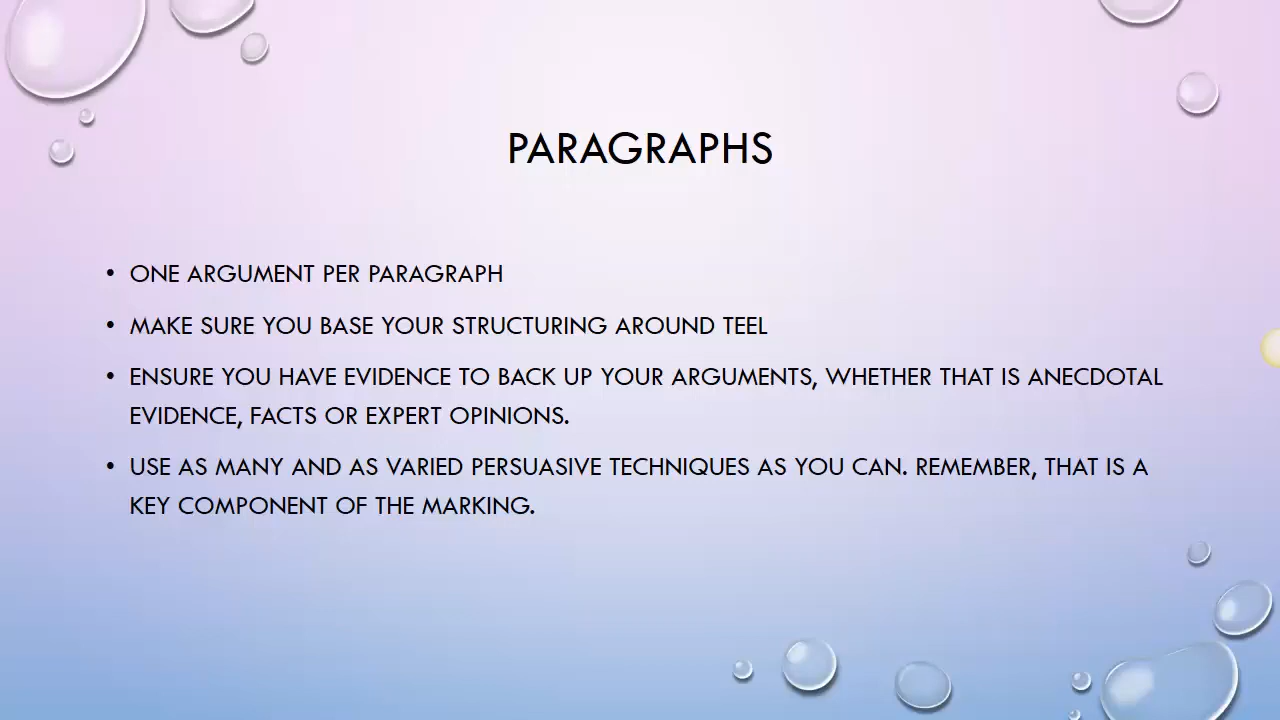 PARAGRAPHS
• ONE ARGUMENT PER PARAGRAPH
• MAKE SURE YOU BASE YOUR STRUCTURING AROUND TEEL
• ENSURE YOU HAVE EVIDENCE TO BACK UP YOUR ARGUMENTS, WHETHER THAT IS ANECDOTAL
EVIDENCE, FACTS OR EXPERT OPINIONS.
• USE AS MANY AND AS VARIED PERSUASIVE TECHNIQUES AS YOU CAN. REMEMBER, THAT IS A
KEY COMPONENT OF THE MARKING.